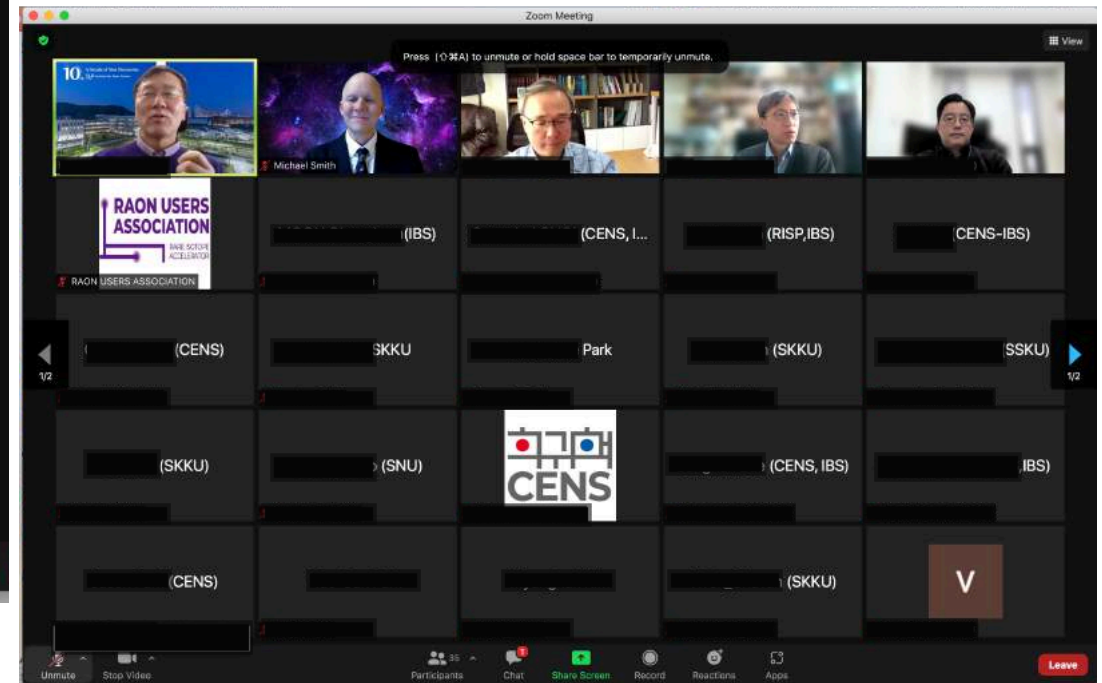 Zoom Meeting
View
Press (⇧⌘A) to unmute or hold space bar to temporarily unmute.
10
Michael Smith
RAON USERS
ASSOCIATION
RARE ISOTOPE
ACCELERATOR
RAON USERS ASSOCIATION
(IBS)
(CENS, I...
(RISP,IBS)
(CENS-IBS)
(CENS)
SKKU
Park
(SKKU)
SSKU)
1/2
1/2
(SKKU)
(SNU)
CENS
(CENS, IBS)
,IBS)
(CENS)
(SKKU)
V
Unmute
Stop Video
Participants
35
Chat
1
Share Screen
Record
Reactions
Apps
Leave